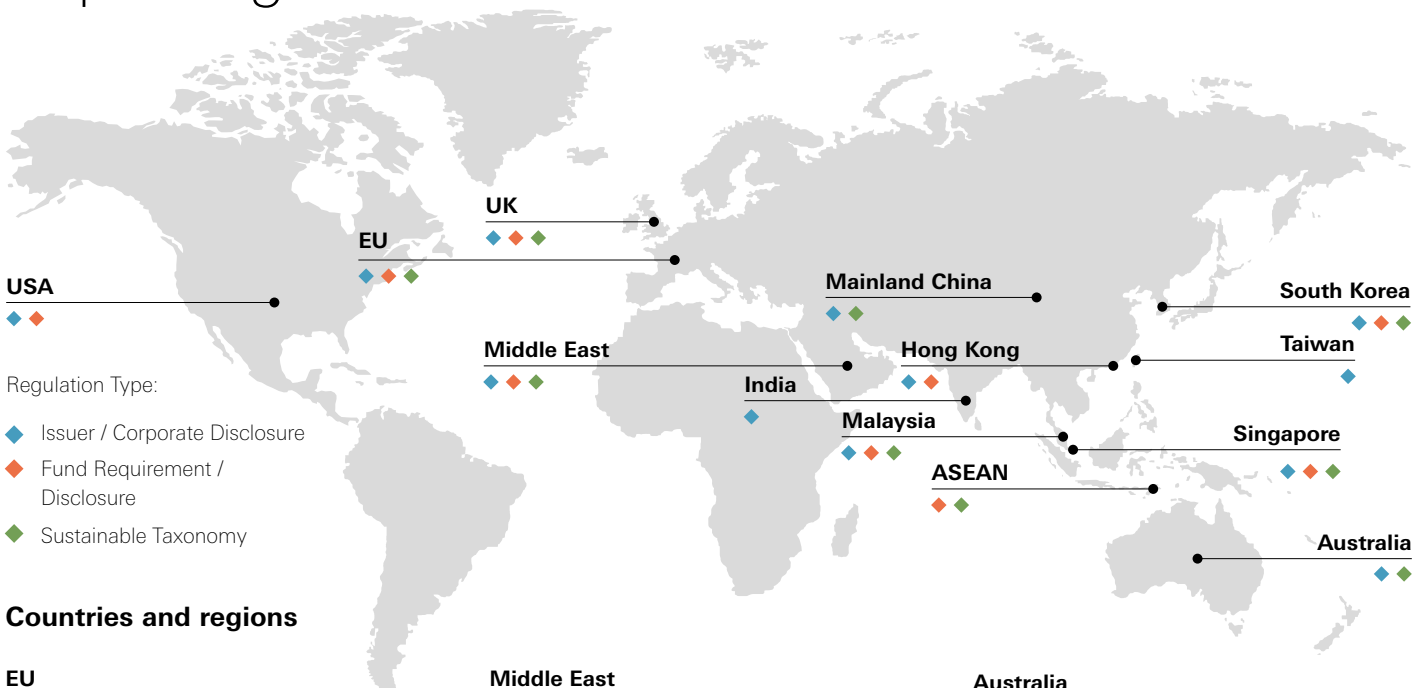 UK
EU
USA
Mainland China
South Korea
Middle East
Hong Kong
Taiwan
India
Malaysia
Singapore
ASEAN
Australia
Regulation Type:
Issuer / Corporate Disclosure
Fund Requirement /
Disclosure
Sustainable Taxonomy
Countries and regions
EU
Middle East
Australia